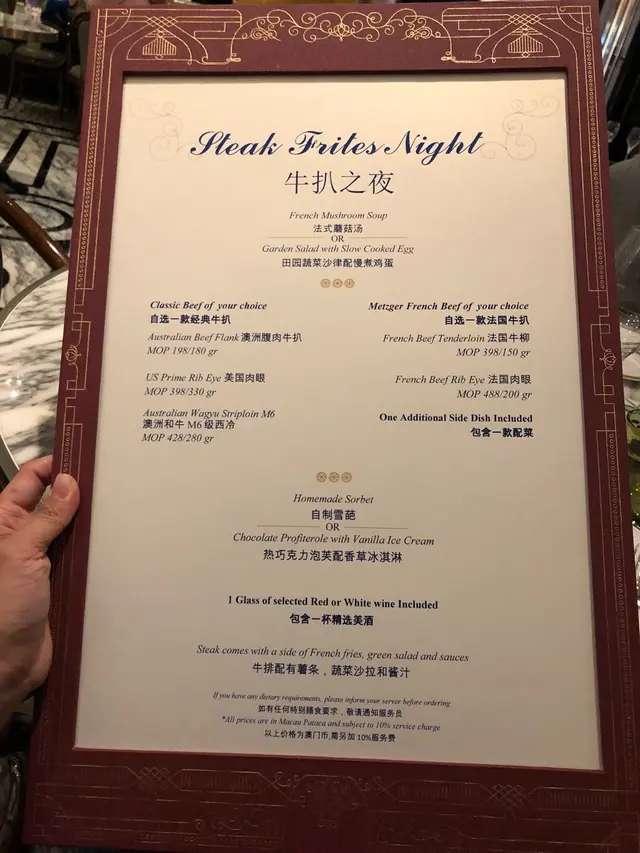 Steak Frites Night
牛扒之夜
French Mushroom Soup
法式蘑菇汤
OR
Garden Salad with Slow Cooked Egg
田园蔬菜沙律配慢煮鸡蛋
Classic Beef of your choice
自选一款经典牛扒
Australian Beef Flank 澳洲腹肉牛扒
MOP 198/180 gr
US Prime Rib Eye 美国肉眼
MOP 398/330 gr
Australian Wagyu Striploin M6
澳洲和牛 M6 级西冷
MOP 428/280 gr
Metzger French Beef of your choice
自选一款法国牛扒
French Beef Tenderloin 法国牛柳
MOP 398/150 gr
French Beef Rib Eye 法国肉眼
MOP 488/200 gr
One Additional Side Dish Included
包含一款配菜
Homemade Sorbet
自制雪葩
OR
Chocolate Profiterole with Vanilla Ice Cream
热巧克力泡芙配香草冰淇淋
1 Glass of selected Red or White wine Included
包含一杯精选美酒
Steak comes with a side of French fries, green salad and sauces
牛排配有薯条，蔬菜沙拉和酱汁
If you have any dietary requirements, please inform your server before ordering
如有任何特别膳食要求，敬请通知服务员
*All prices are in Macau Pataca and subject to 10% service charge
以上价格为澳门币,需另加 10%服务费